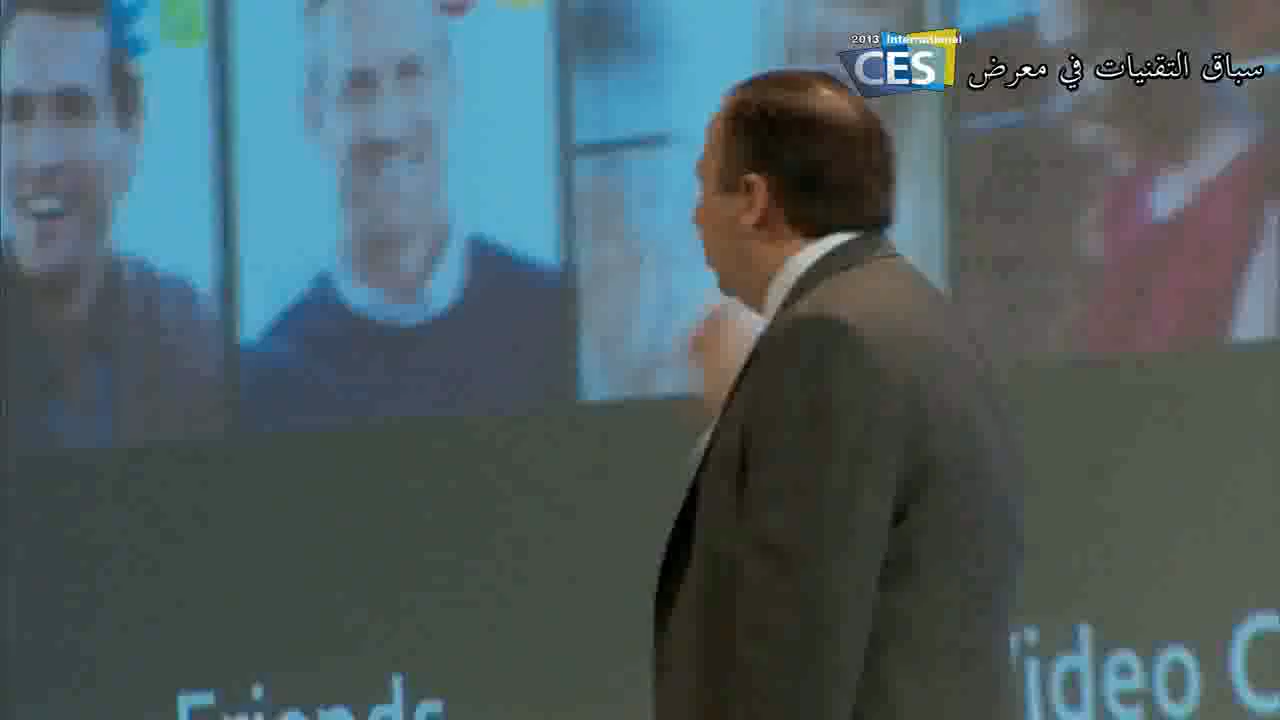 2013 International
CES
سباق التقنيات في معرض
Friends
Video C